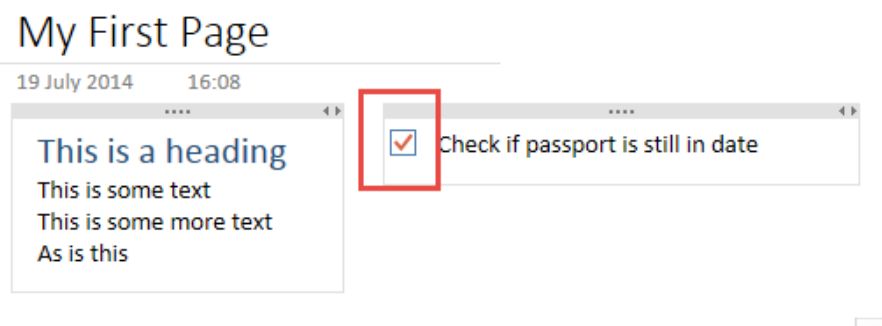 My First Page
19 July 2014 16:08
This is a heading
This is some text
This is some more text
As is this
Check if passport is still in date